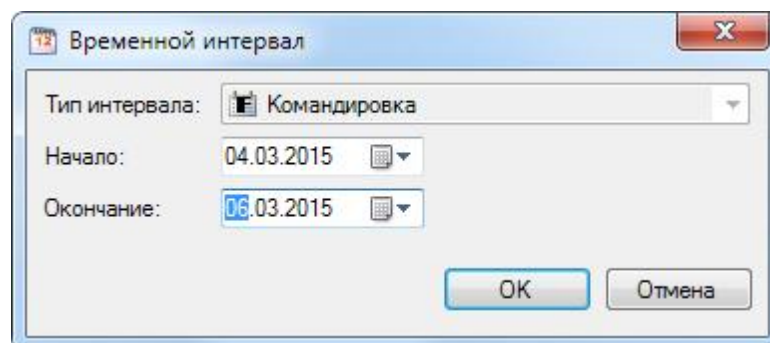 Временной интервал
Тип интервала: Командировка
Начало: 04.03.2015
Окончание: 06.03.2015
OK Отмена